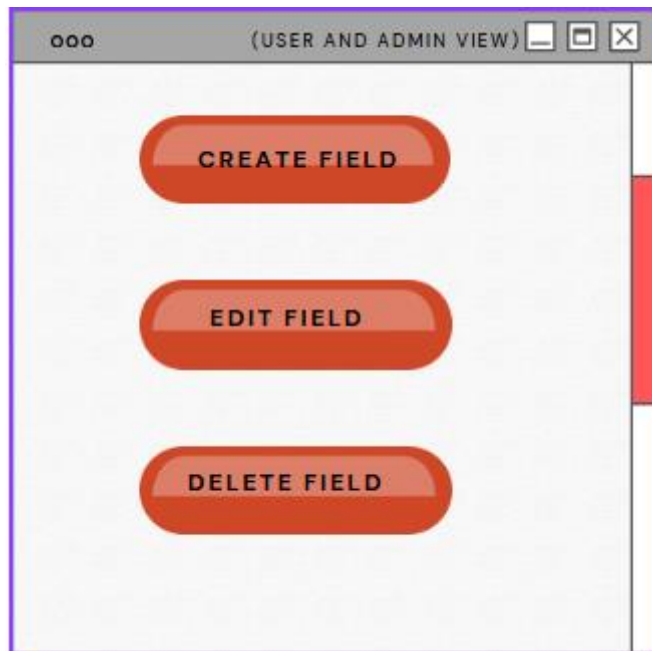 ooo (USER AND ADMIN VIEW)
CREATE FIELD
EDIT FIELD
DELETE FIELD